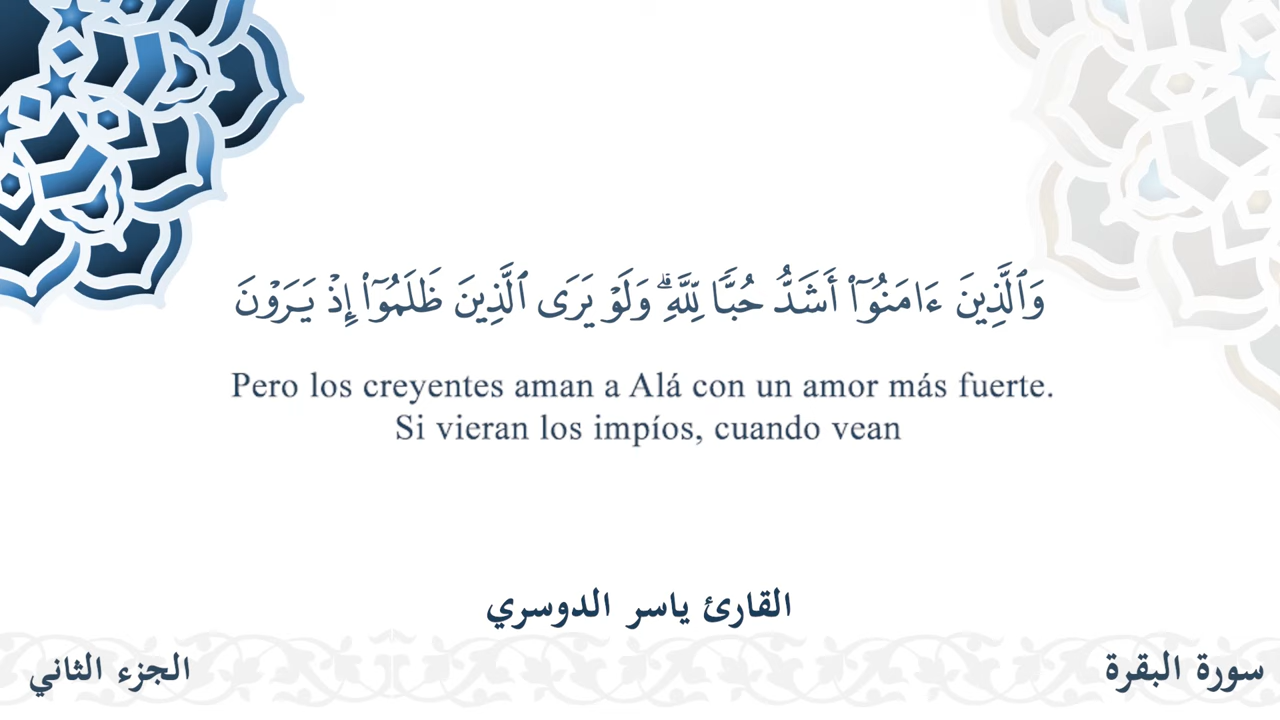 وَٱلَّذِينَ ءَامَنُوٓا۟ أَشَدُّ حُبًّا لِّلَّهِ ۗ وَلَوْ يَرَى ٱلَّذِينَ ظَلَمُوٓا۟ إِذْ يَرَوْنَ
Pero los creyentes aman a Alá con un amor más fuerte.
Si vieran los impíos, cuando vean
القارئ ياسر الدوسري
سورة البقرة
الجزء الثاني